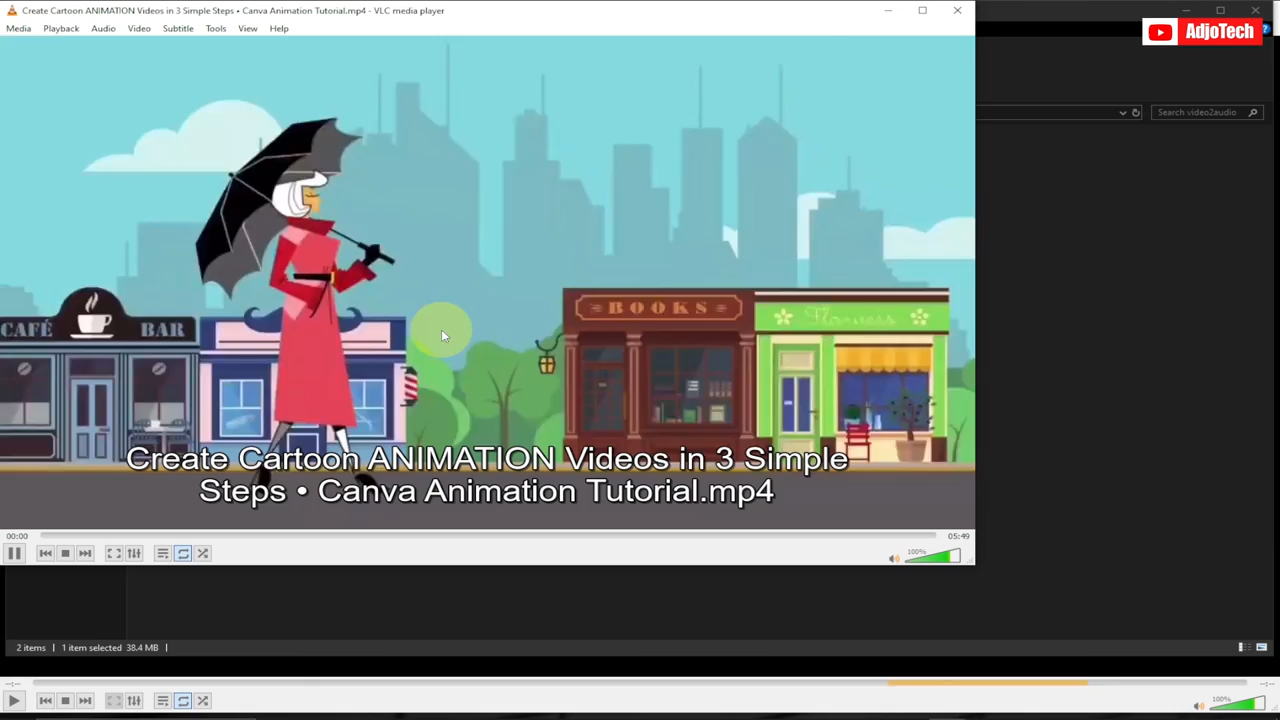 Create Cartoon ANIMATION Videos in 3 Simple Steps • Canva Animation Tutorial.mp4 - VLC media player
Media Playback Audio Video Subtitle Tools View Help
AdjoTech
Search video2audio
CAFÉ BAR
BOOKS
Flowers
Create Cartoon ANIMATION Videos in 3 Simple
Steps • Canva Animation Tutorial.mp4
00:00
05:49
100%
2 items 1 item selected 38.4 MB
--:--
--:--
100%